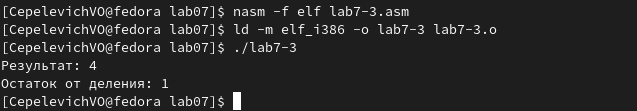 [CepelevichVO@fedora lab07]$ nasm -f elf lab7-3.asm
[CepelevichVO@fedora lab07]$ ld -m elf_i386 -o lab7-3 lab7-3.o
[CepelevichVO@fedora lab07]$ ./lab7-3
Результат: 4
Остаток от деления: 1
[CepelevichVO@fedora lab07]$